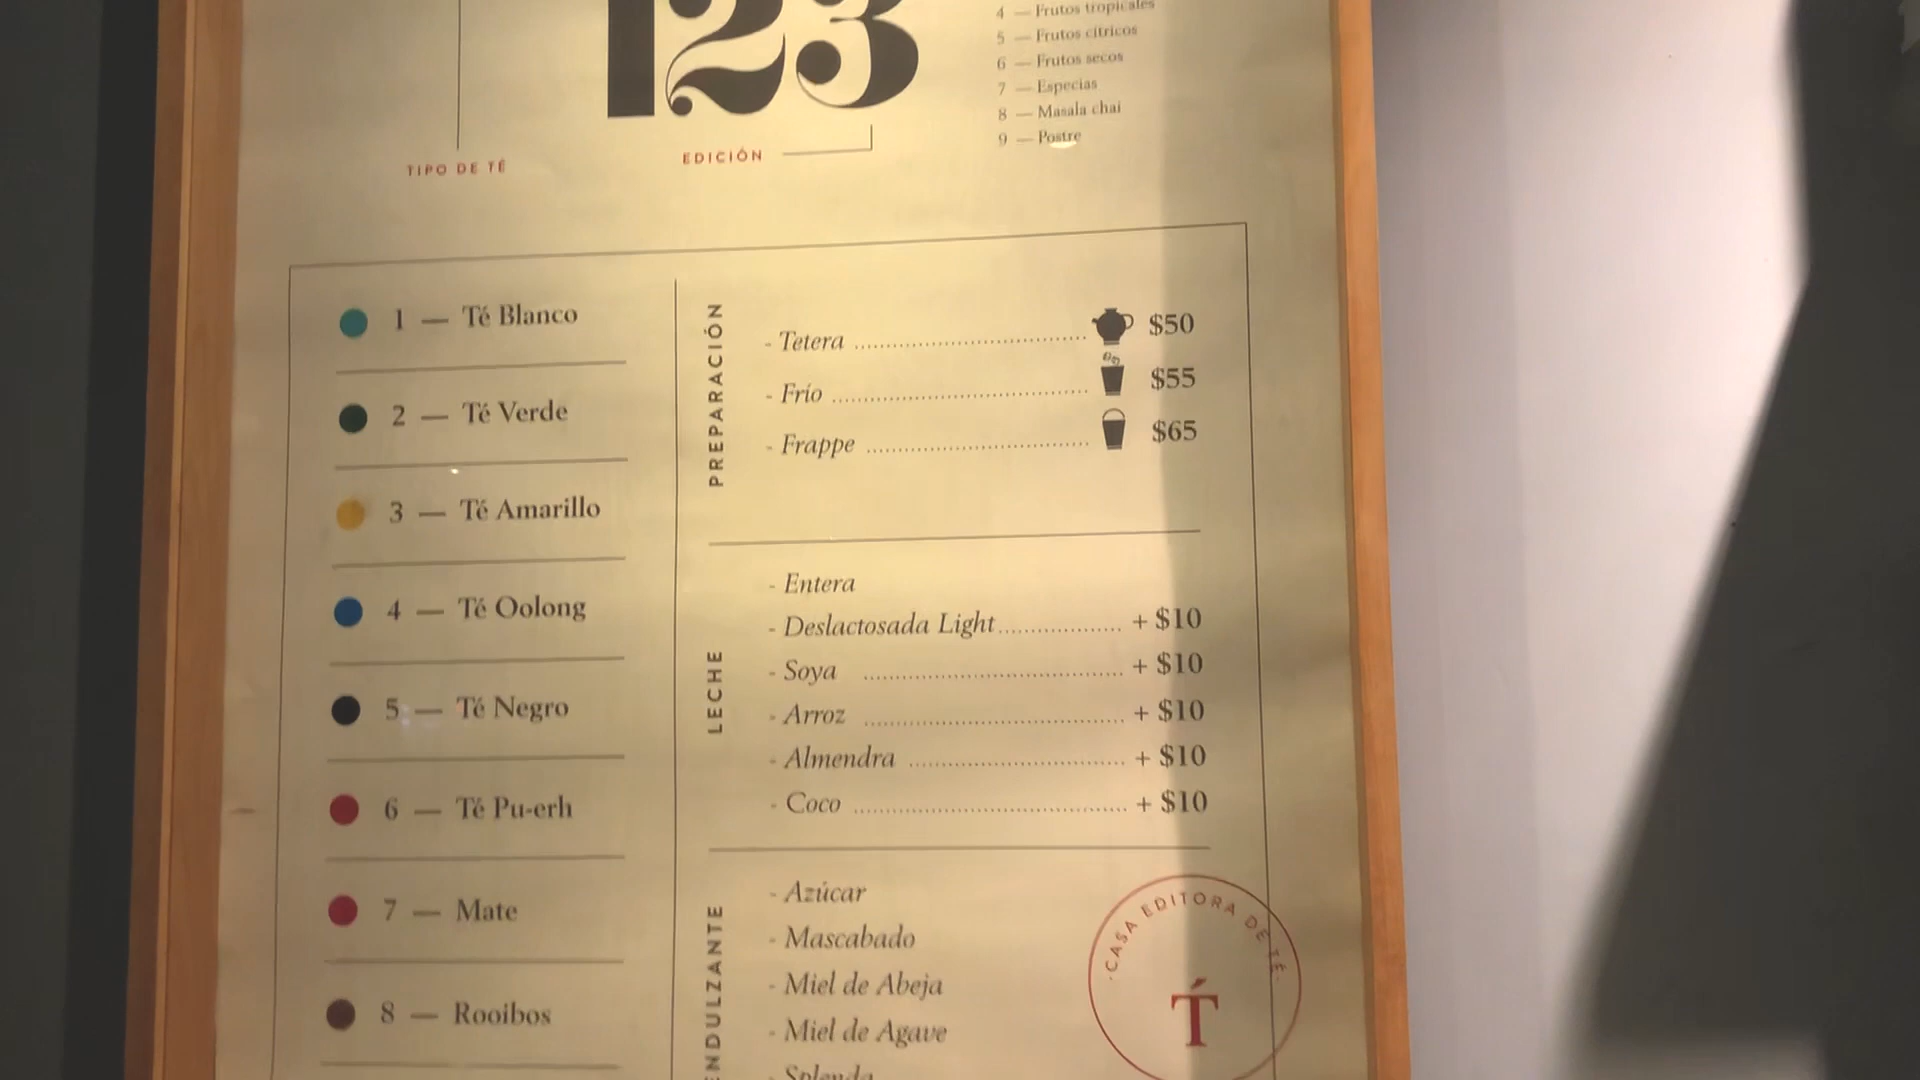 123
4 — Frutos tropicales
5 — Frutos cítricos
6 — Frutos secos
7 — Especias
8 — Masala chai
9 — Postre
TIPO DE TÉ
EDICIÓN
1 — Té Blanco
2 — Té Verde
3 — Té Amarillo
4 — Té Oolong
5 — Té Negro
6 — Té Pu-erh
7 — Mate
8 — Rooibos
PREPARACIÓN
- Tetera $50
- Frío $55
- Frappe $65
LECHE
- Entera
- Deslactosada Light + $10
- Soya + $10
- Arroz + $10
- Almendra + $10
- Coco + $10
ENDULZANTE
- Azúcar
- Mascabado
- Miel de Abeja
- Miel de Agave
- Splenda
· CASA EDITORA DE TÉ ·
T́